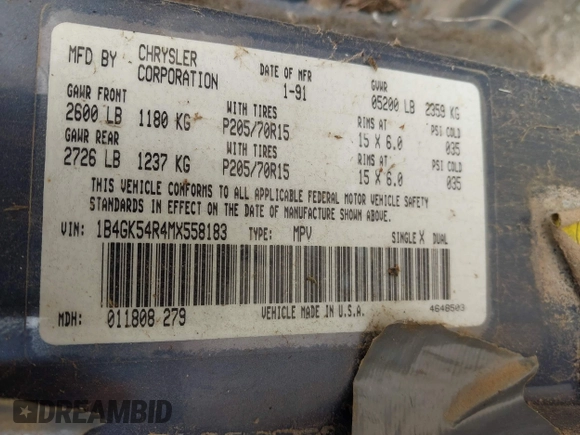 MFD BY CHRYSLER CORPORATION DATE OF MFR 1-91 GVWR 05200 LB 2359 KG
GAWR FRONT WITH TIRES RIMS AT PSI COLD
2600 LB 1180 KG P205/70R15 15 X 6.0 035
GAWR REAR WITH TIRES RIMS AT PSI COLD
2726 LB 1237 KG P205/70R15 15 X 6.0 035
THIS VEHICLE CONFORMS TO ALL APPLICABLE FEDERAL MOTOR VEHICLE SAFETY
STANDARDS IN EFFECT ON THE DATE OF MANUFACTURE SHOWN ABOVE.
VIN: 1B4GK54R4MX558183 TYPE: MPV SINGLE X DUAL
MDH: 011808 279 VEHICLE MADE IN U.S.A. 4648503
DREAMBID